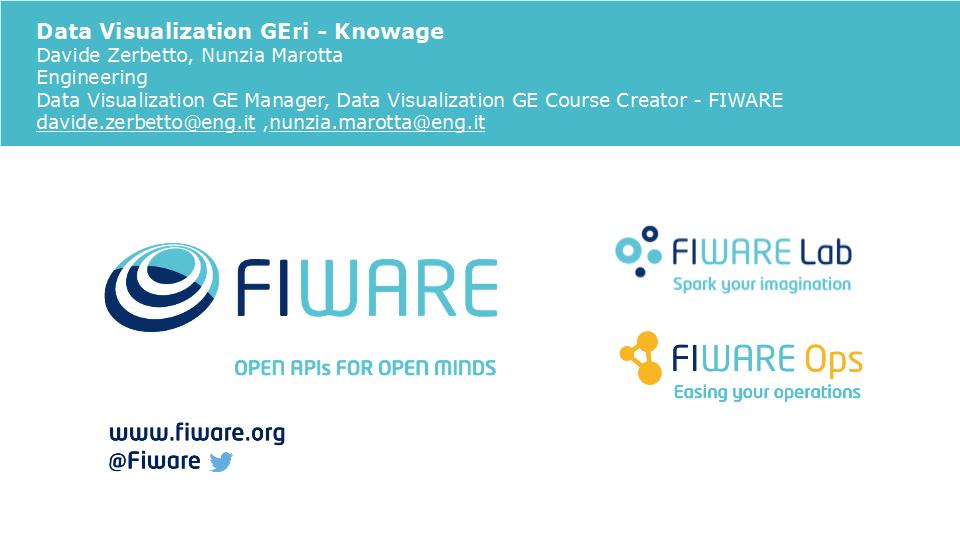 Data Visualization GEri - Knowage
Davide Zerbetto, Nunzia Marotta
Engineering
Data Visualization GE Manager, Data Visualization GE Course Creator - FIWARE
davide.zerbetto@eng.it ,nunzia.marotta@eng.it
FIWARE
OPEN APIs FOR OPEN MINDS
www.fiware.org
@Fiware
FIWARE Lab
Spark your imagination
FIWARE Ops
Easing your operations